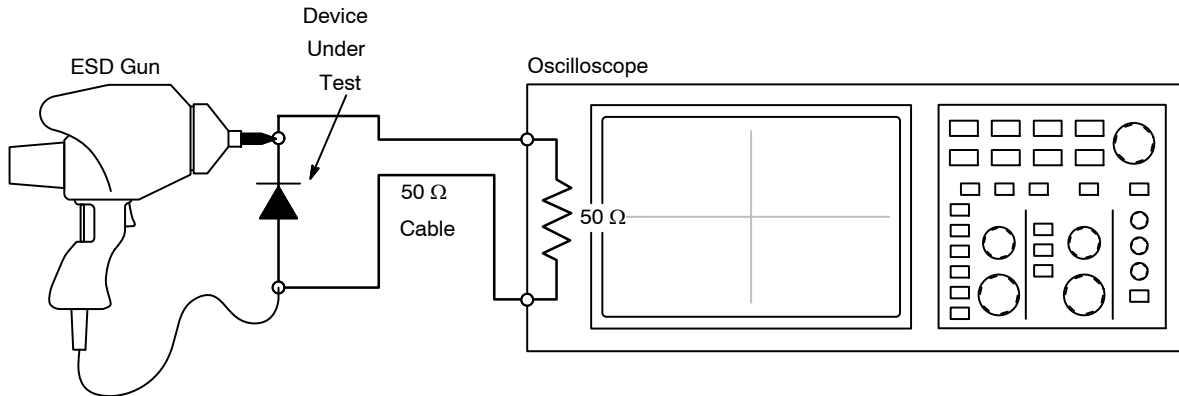 Device
Under
Test
ESD Gun
Oscilloscope
50 Ω
Cable
50 Ω